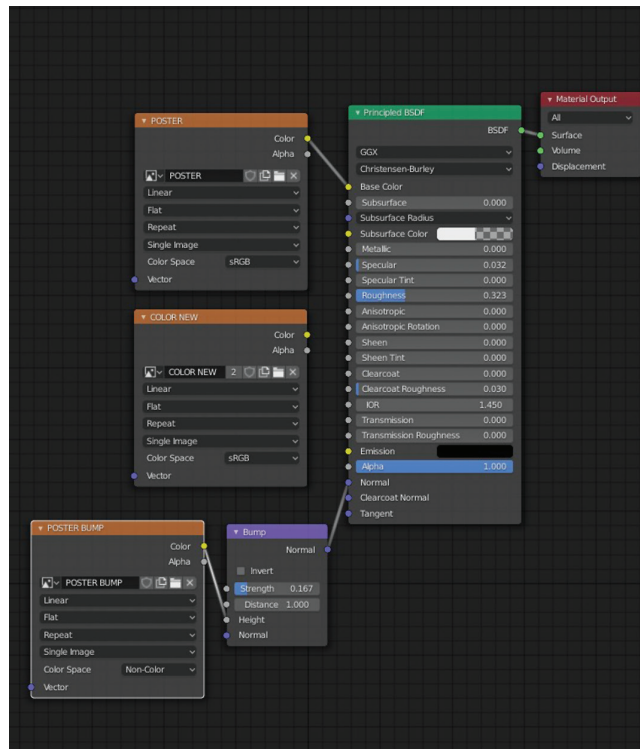 POSTER
Color
Alpha
POSTER
Linear
Flat
Repeat
Single Image
Color Space sRGB
Vector
COLOR NEW
Color
Alpha
COLOR NEW 2
Linear
Flat
Repeat
Single Image
Color Space sRGB
Vector
POSTER BUMP
Color
Alpha
POSTER BUMP
Linear
Flat
Repeat
Single Image
Color Space Non-Color
Vector
Bump
Normal
Invert
Strength 0.167
Distance 1.000
Height
Normal
Principled BSDF
BSDF
GGX
Christensen-Burley
Base Color
Subsurface 0.000
Subsurface Radius
Subsurface Color
Metallic 0.000
Specular 0.032
Specular Tint 0.000
Roughness 0.323
Anisotropic 0.000
Anisotropic Rotation 0.000
Sheen 0.000
Sheen Tint 0.000
Clearcoat 0.000
Clearcoat Roughness 0.030
IOR 1.450
Transmission 0.000
Transmission Roughness 0.000
Emission
Alpha 1.000
Normal
Clearcoat Normal
Tangent
Material Output
All
Surface
Volume
Displacement